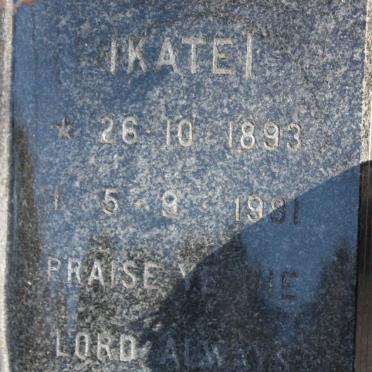 |KATE|
* 26-10-1893
† 5-9-1981
PRAISE YE THE
LORD ALWAYS